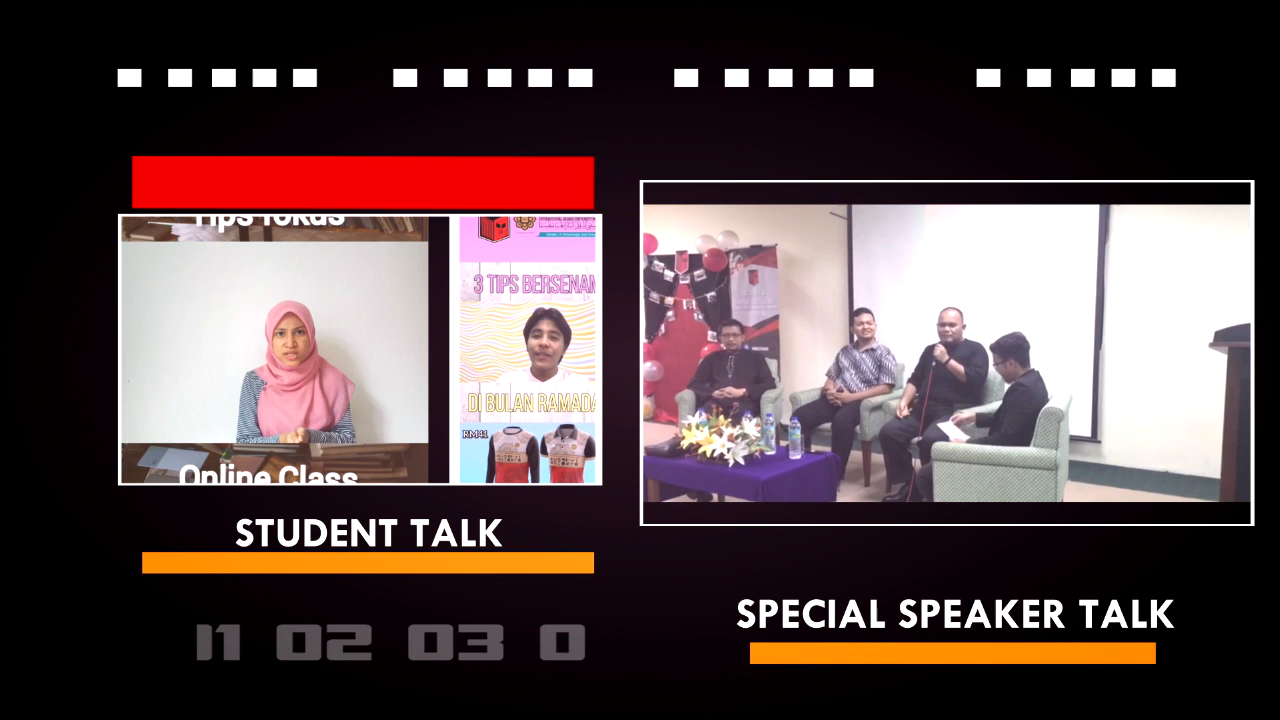 Tips fokus
Online Class
3 TIPS BERSENAM
DI BULAN RAMADA
RM41
STUDENT TALK
SPECIAL SPEAKER TALK
02 03 0